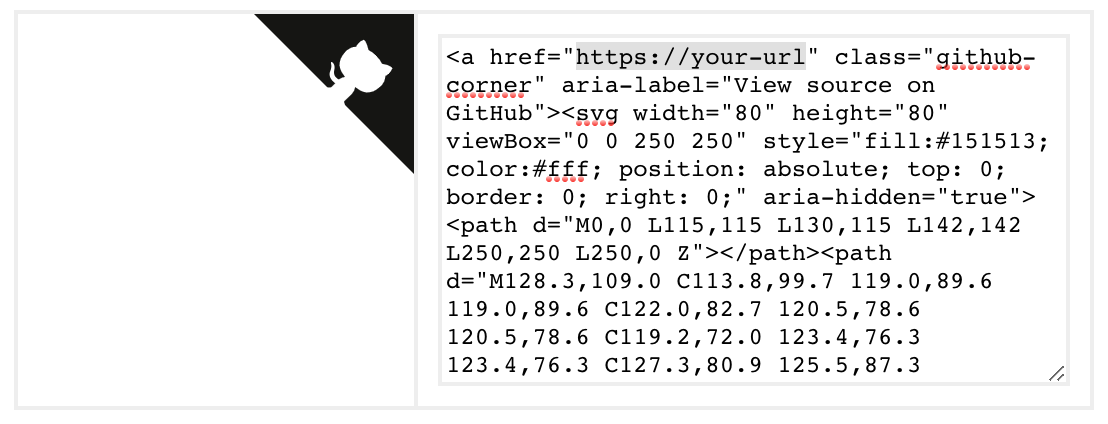 <a href="https://your-url" class="github-
corner" aria-label="View source on
GitHub"><svg width="80" height="80"
viewBox="0 0 250 250" style="fill:#151513;
color:#fff; position: absolute; top: 0;
border: 0; right: 0;" aria-hidden="true">
<path d="M0,0 L115,115 L130,115 L142,142
L250,250 L250,0 Z"></path><path
d="M128.3,109.0 C113.8,99.7 119.0,89.6
119.0,89.6 C122.0,82.7 120.5,78.6
120.5,78.6 C119.2,72.0 123.4,76.3
123.4,76.3 C127.3,80.9 125.5,87.3